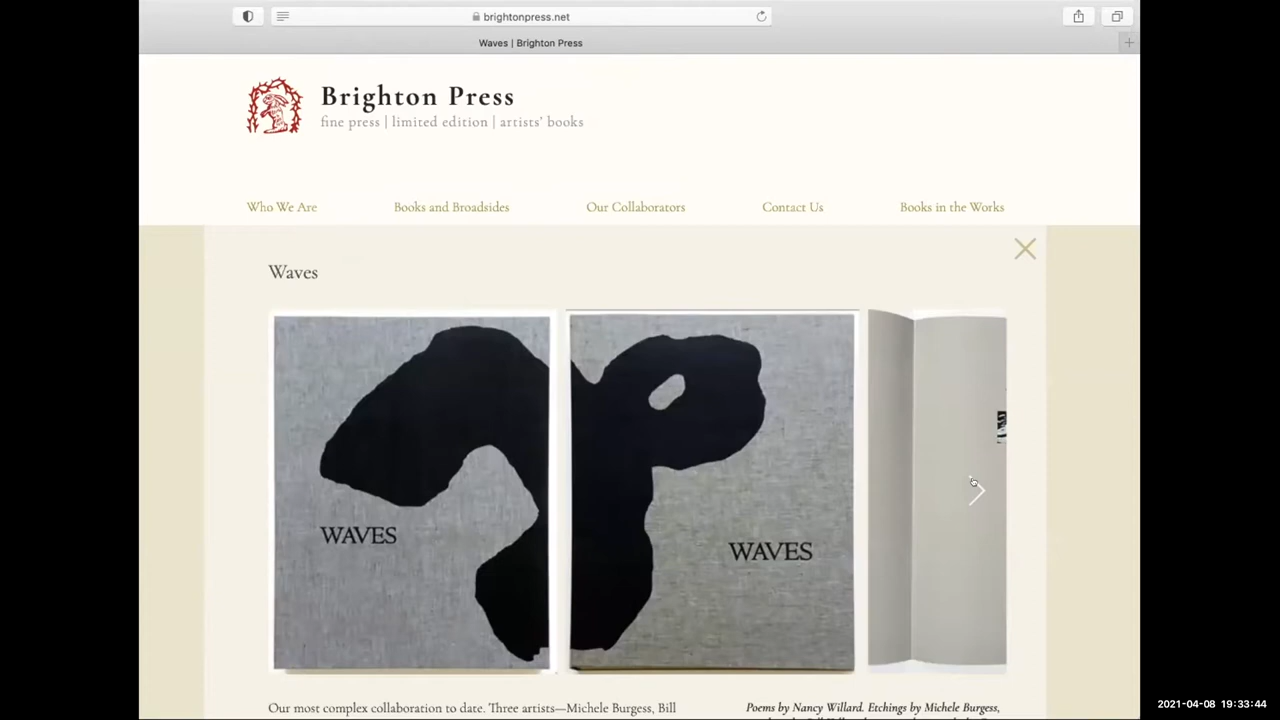 brightonpress.net
Waves | Brighton Press
Brighton Press
fine press | limited edition | artists' books
Who We Are
Books and Broadsides
Our Collaborators
Contact Us
Books in the Works
Waves
WAVES
WAVES
Our most complex collaboration to date. Three artists—Michele Burgess, Bill
Poems by Nancy Willard. Etchings by Michele Burgess,
2021-04-08 19:33:44